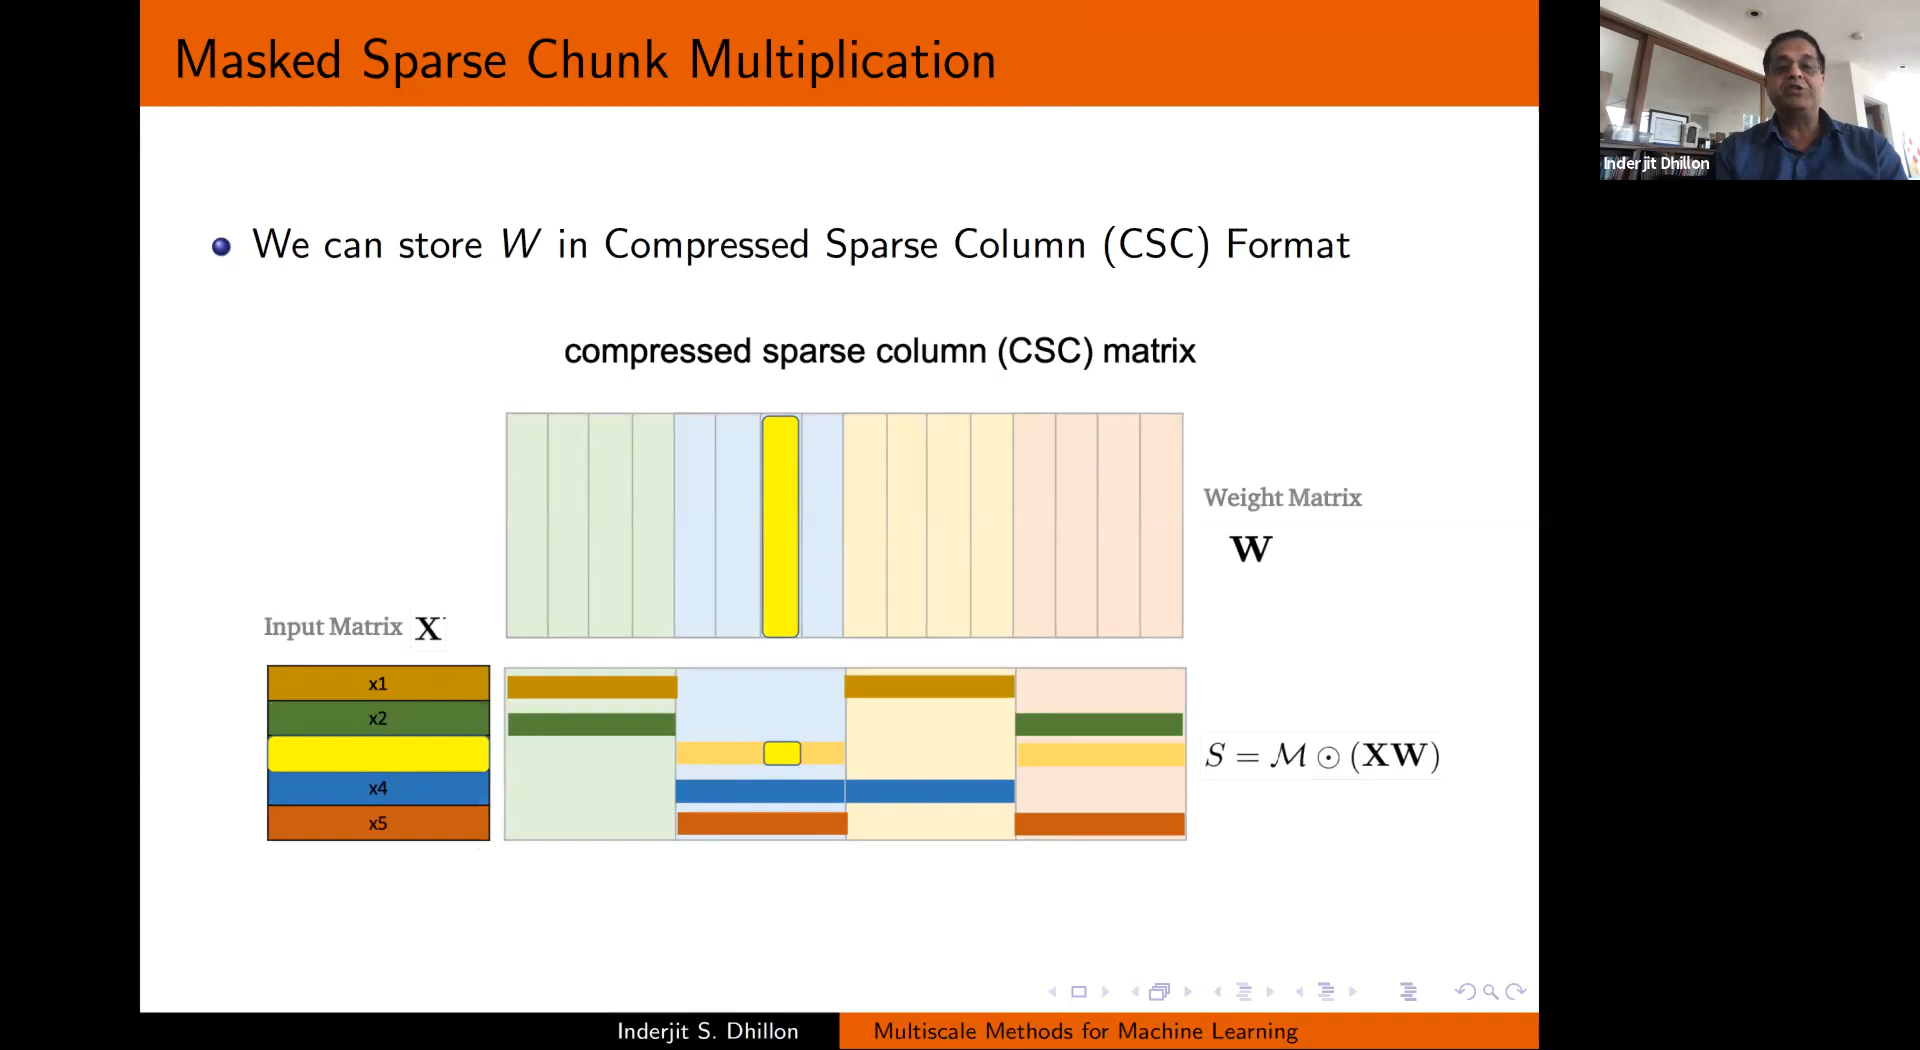 Masked Sparse Chunk Multiplication
Inderjit Dhillon
We can store W in Compressed Sparse Column (CSC) Format
compressed sparse column (CSC) matrix
Weight Matrix
W
Input Matrix X
x1
x2
x4
x5
S = M ⊙ (XW)
Inderjit S. Dhillon
Multiscale Methods for Machine Learning